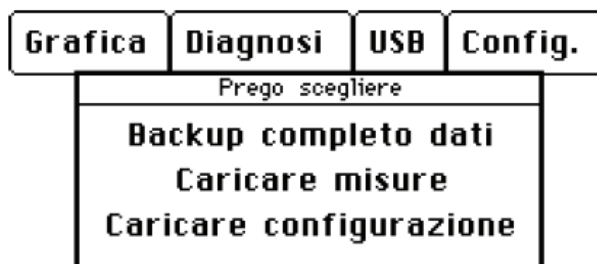 Grafica Diagnosi USB Config.
Prego scegliere
Backup completo dati
Caricare misure
Caricare configurazione